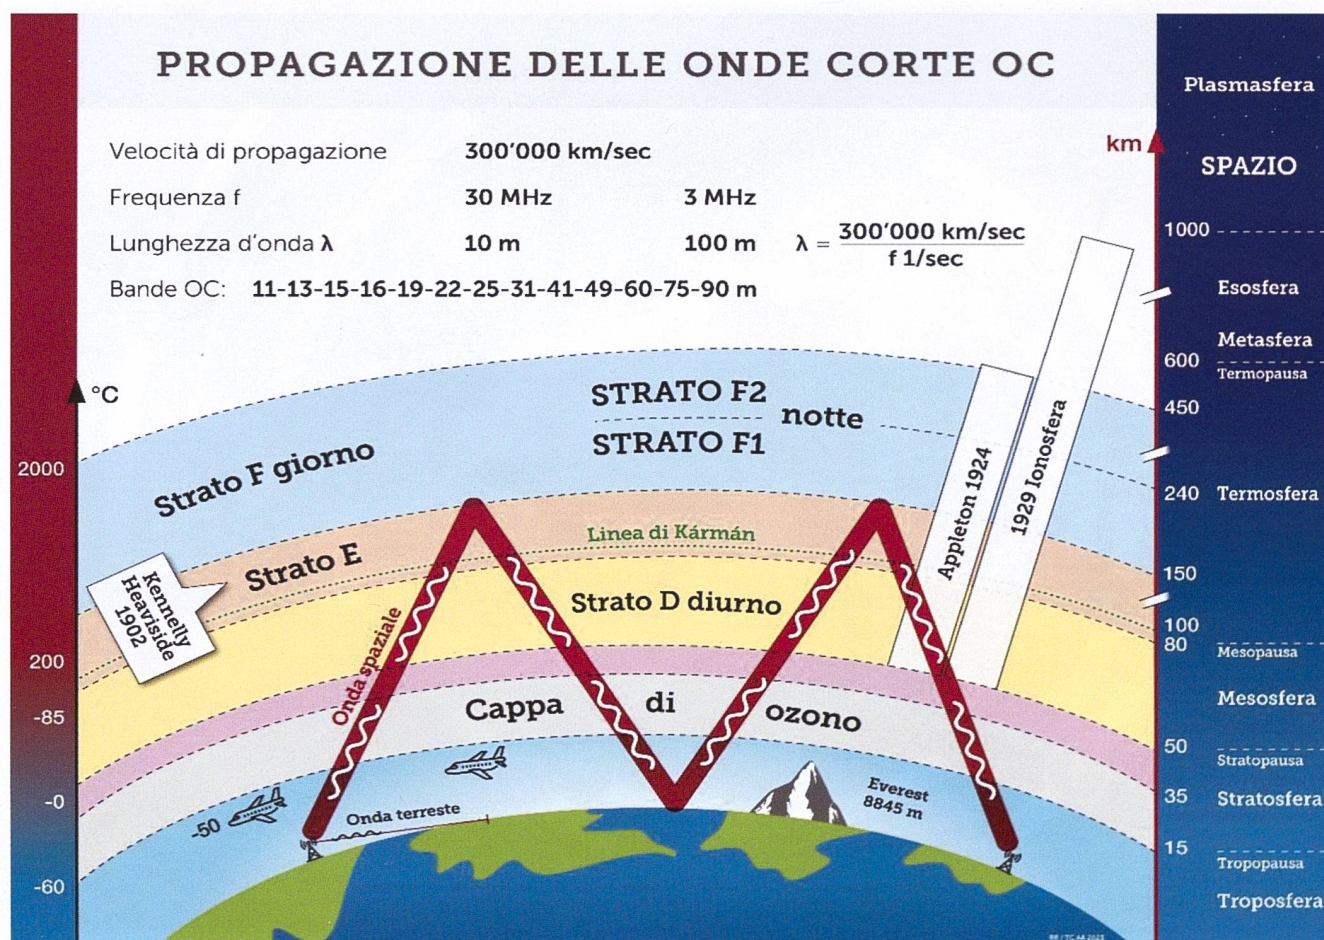 PROPAGAZIONE DELLE ONDE CORTE OC
Velocità di propagazione 300'000 km/sec
Frequenza f 30 MHz 3 MHz
Lunghezza d'onda λ 10 m 100 m λ = 300'000 km/sec
f 1/sec
Bande OC: 11-13-15-16-19-22-25-31-41-49-60-75-90 m
°C
2000
200
-85
-0
-60
STRATO F2
STRATO F1
notte
Strato F giorno
Linea di Kármán
Strato E
Strato D diurno
Kennelly
Heaviside
1902
Onda spaziale
Appleton 1924
1929 Ionosfera
Cappa di ozono
-50
Onda terreste
Everest
8845 m
km
Plasmasfera
SPAZIO
1000
Esosfera
Metasfera
600
Termopausa
450
240 Termosfera
150
100
80
Mesopausa
Mesosfera
50
Stratopausa
35 Stratosfera
15
Tropopausa
Troposfera
RR / TC AA 2023